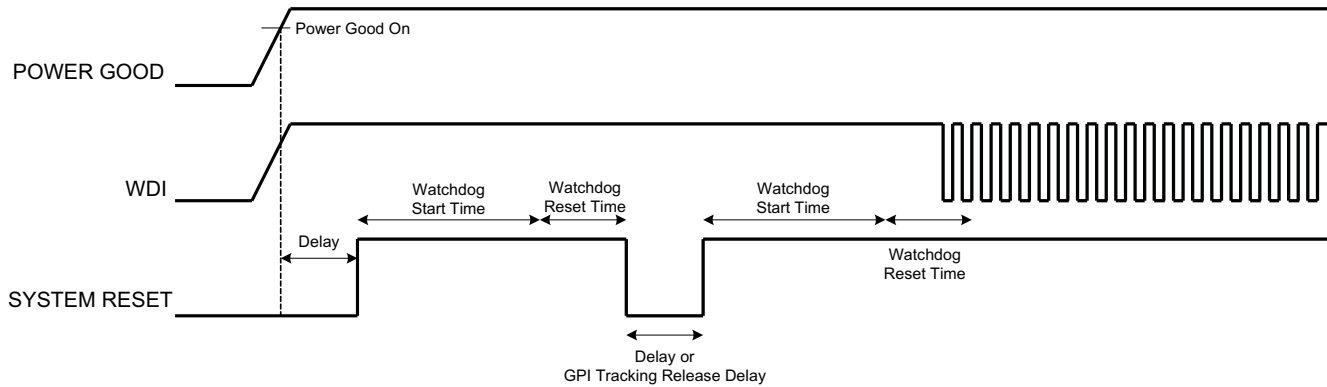 Power Good On
POWER GOOD
WDI
Watchdog
Start Time
Watchdog
Reset Time
Watchdog
Start Time
Delay
Watchdog
Reset Time
SYSTEM RESET
Delay or
GPI Tracking Release Delay